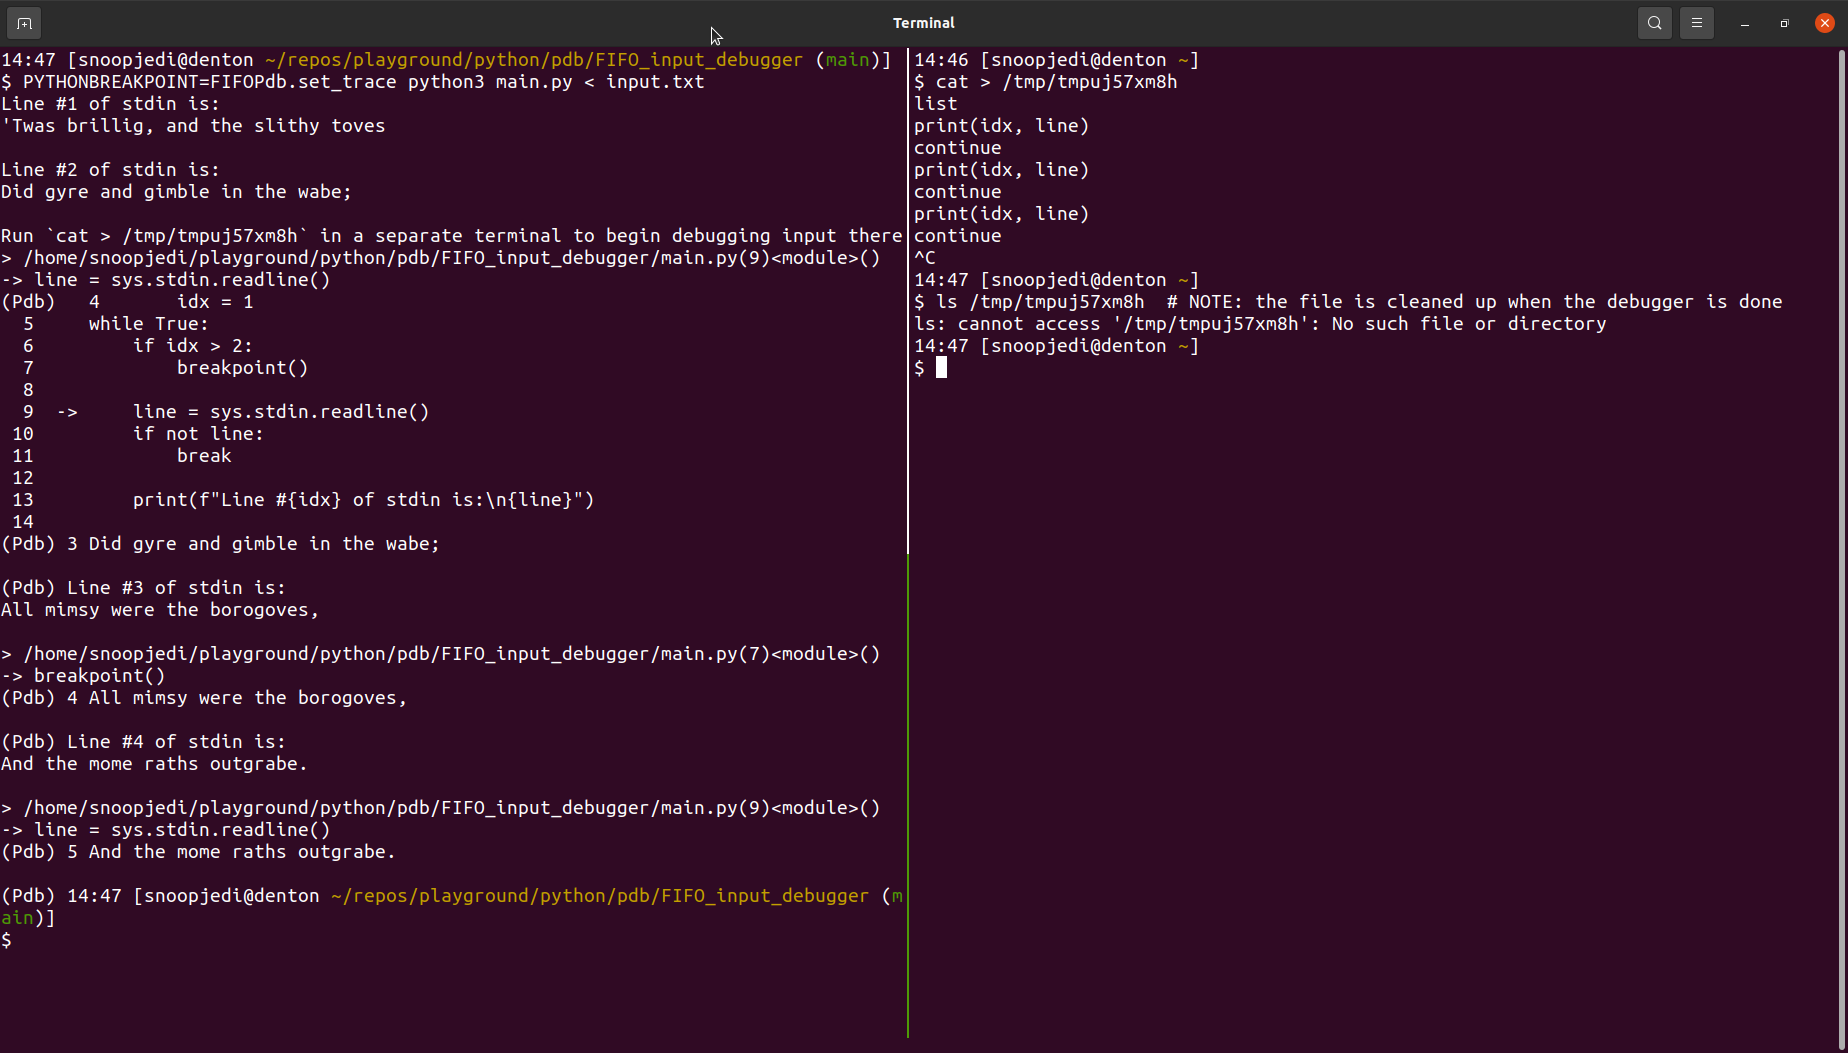 Terminal
14:47 [snoopjedi@denton ~/repos/playground/python/pdb/FIFO_input_debugger (main)]
$ PYTHONBREAKPOINT=FIFOPdb.set_trace python3 main.py < input.txt
Line #1 of stdin is:
'Twas brillig, and the slithy toves
Line #2 of stdin is:
Did gyre and gimble in the wabe;
Run `cat > /tmp/tmpuj57xm8h` in a separate terminal to begin debugging input there
> /home/snoopjedi/playground/python/pdb/FIFO_input_debugger/main.py(9)<module>()
-> line = sys.stdin.readline()
(Pdb)   4       idx = 1
  5     while True:
  6         if idx > 2:
  7             breakpoint()
  8
  9  ->     line = sys.stdin.readline()
 10         if not line:
 11             break
 12
 13         print(f"Line #{idx} of stdin is:\n{line}")
 14
(Pdb) 3 Did gyre and gimble in the wabe;
(Pdb) Line #3 of stdin is:
All mimsy were the borogoves,
> /home/snoopjedi/playground/python/pdb/FIFO_input_debugger/main.py(7)<module>()
-> breakpoint()
(Pdb) 4 All mimsy were the borogoves,
(Pdb) Line #4 of stdin is:
And the mome raths outgrabe.
> /home/snoopjedi/playground/python/pdb/FIFO_input_debugger/main.py(9)<module>()
-> line = sys.stdin.readline()
(Pdb) 5 And the mome raths outgrabe.
(Pdb) 14:47 [snoopjedi@denton ~/repos/playground/python/pdb/FIFO_input_debugger (m
ain)]
$
14:46 [snoopjedi@denton ~]
$ cat > /tmp/tmpuj57xm8h
list
print(idx, line)
continue
print(idx, line)
continue
print(idx, line)
continue
^C
14:47 [snoopjedi@denton ~]
$ ls /tmp/tmpuj57xm8h  # NOTE: the file is cleaned up when the debugger is done
ls: cannot access '/tmp/tmpuj57xm8h': No such file or directory
14:47 [snoopjedi@denton ~]
$